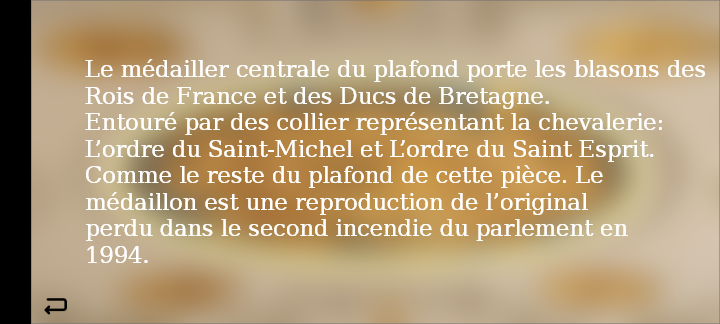 Le médailler centrale du plafond porte les blasons des
Rois de France et des Ducs de Bretagne.
Entouré par des collier représentant la chevalerie:
L’ordre du Saint-Michel et L’ordre du Saint Esprit.
Comme le reste du plafond de cette pièce. Le
médaillon est une reproduction de l’original
perdu dans le second incendie du parlement en
1994.